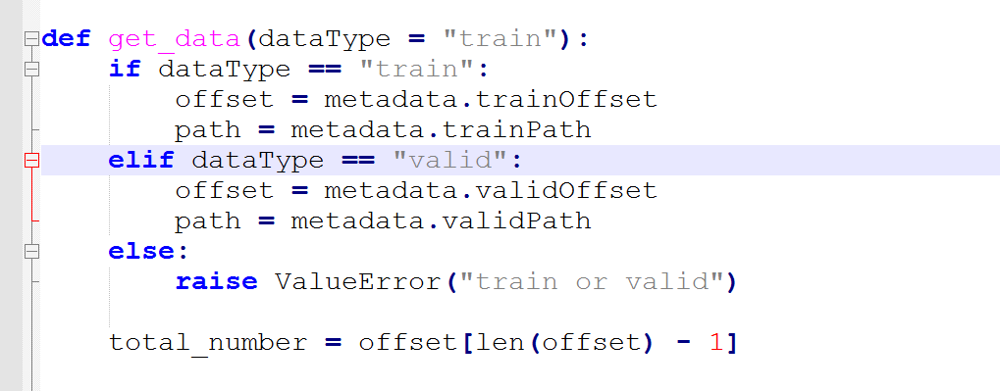 def get_data(dataType = "train"):
    if dataType == "train":
        offset = metadata.trainOffset
        path = metadata.trainPath
    elif dataType == "valid":
        offset = metadata.validOffset
        path = metadata.validPath
    else:
        raise ValueError("train or valid")
    total_number = offset[len(offset) - 1]